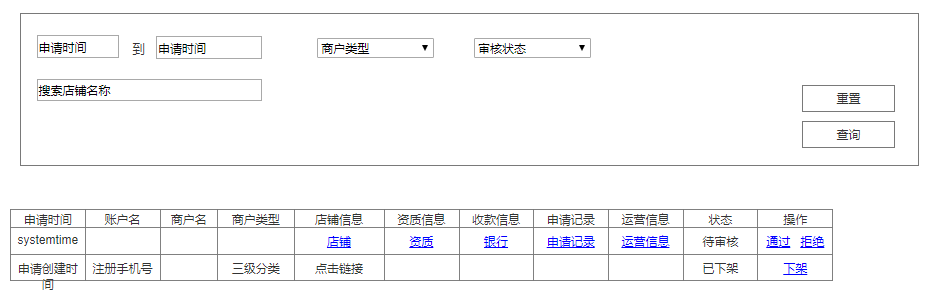 申请时间 到 申请时间 商户类型 审核状态
搜索店铺名称
重置
查询
申请时间 账户名 商户名 商户类型 店铺信息 资质信息 收款信息 申请记录 运营信息 状态 操作
systemtime 店铺 资质 银行 申请记录 运营信息 待审核 通过 拒绝
申请创建时 注册手机号 三级分类 点击链接 已下架 下架
间